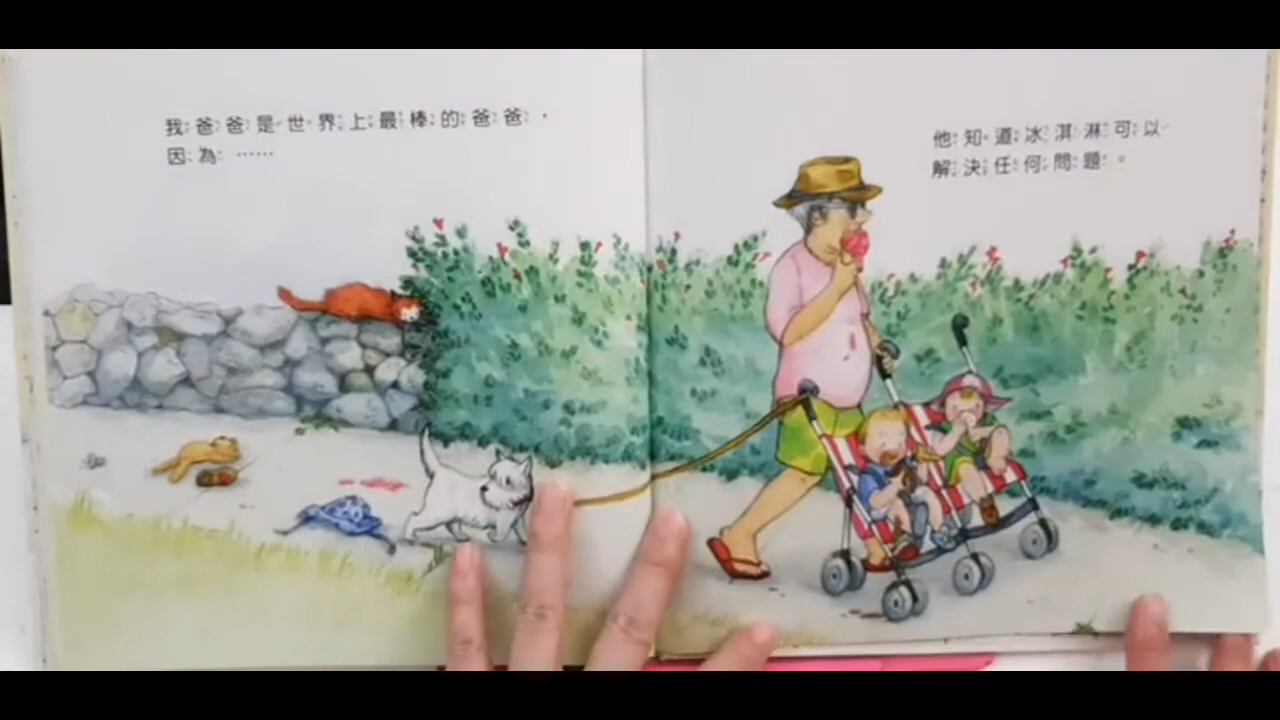 我爸爸是世界上最棒的爸爸，
因為……
他知道冰淇淋可以
解決任何問題。